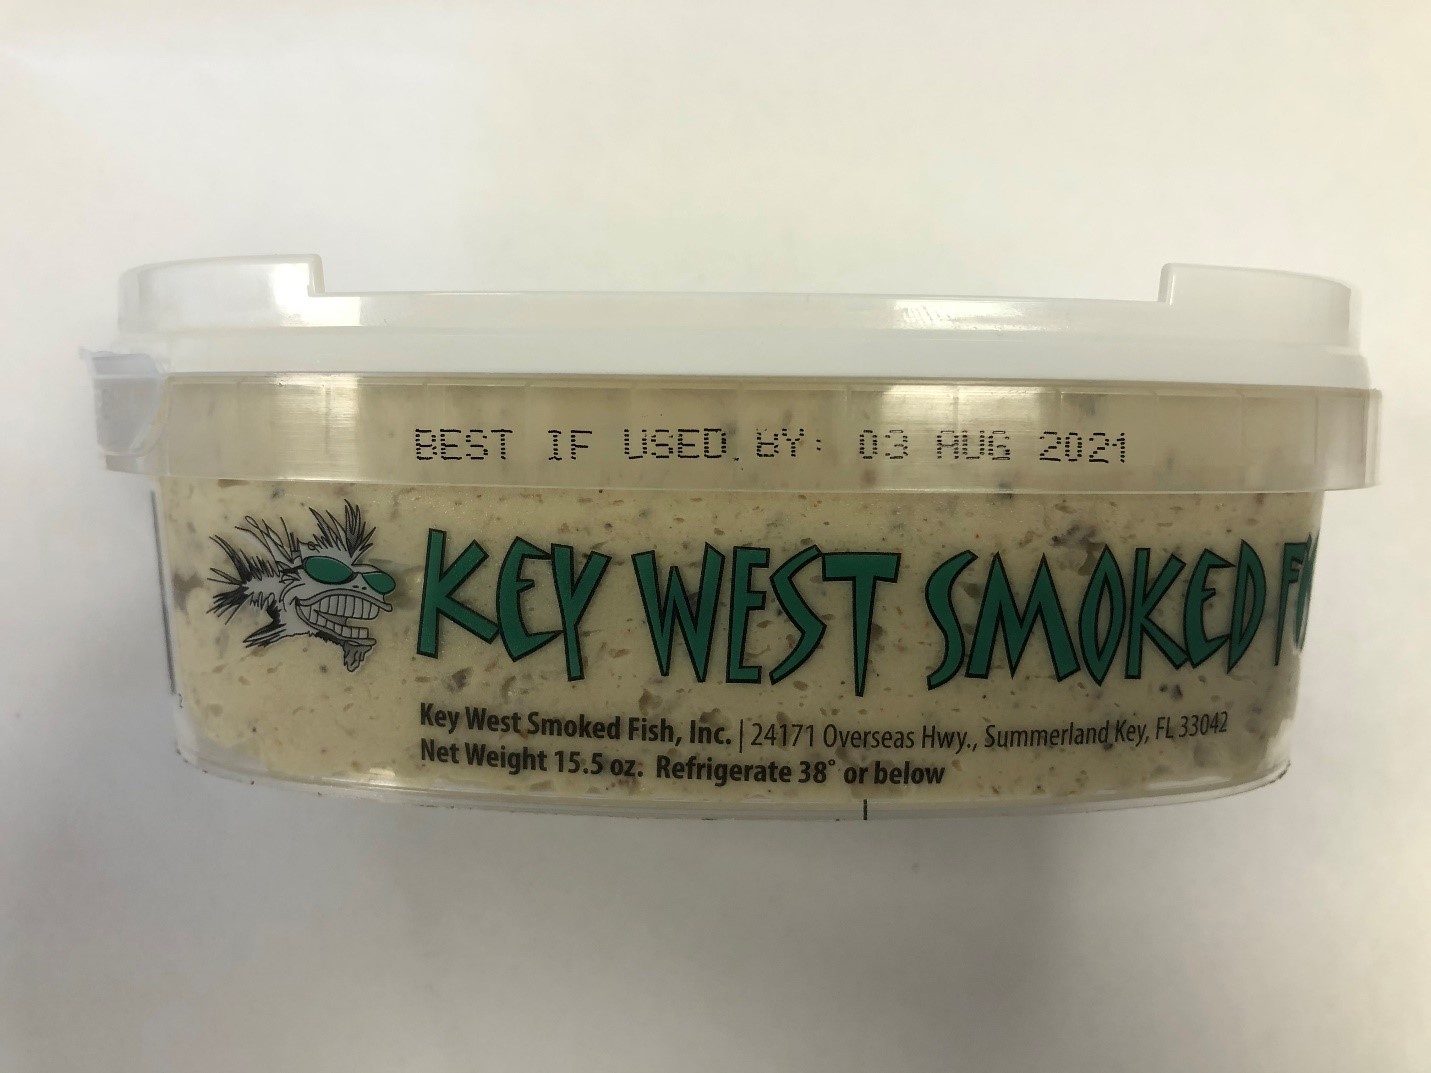 BEST IF USED BY: 03 AUG 2021
KEY WEST SMOKED
Key West Smoked Fish, Inc. | 24171 Overseas Hwy., Summerland Key, FL 33042
Net Weight 15.5 oz. Refrigerate 38° or below
2